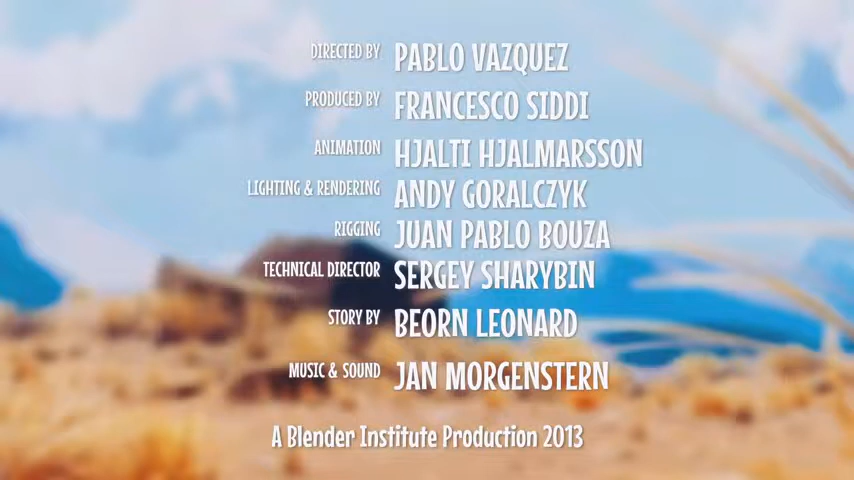 DIRECTED BY PABLO VAZQUEZ
PRODUCED BY FRANCESCO SIDDI
ANIMATION HJALTI HJALMARSSON
LIGHTING & RENDERING ANDY GORALCZYK
RIGGING JUAN PABLO BOUZA
TECHNICAL DIRECTOR SERGEY SHARYBIN
STORY BY BEORN LEONARD
MUSIC & SOUND JAN MORGENSTERN
A Blender Institute Production 2013